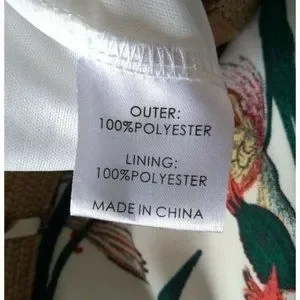 OUTER:
100%POLYESTER
LINING:
100%POLYESTER
MADE IN CHINA